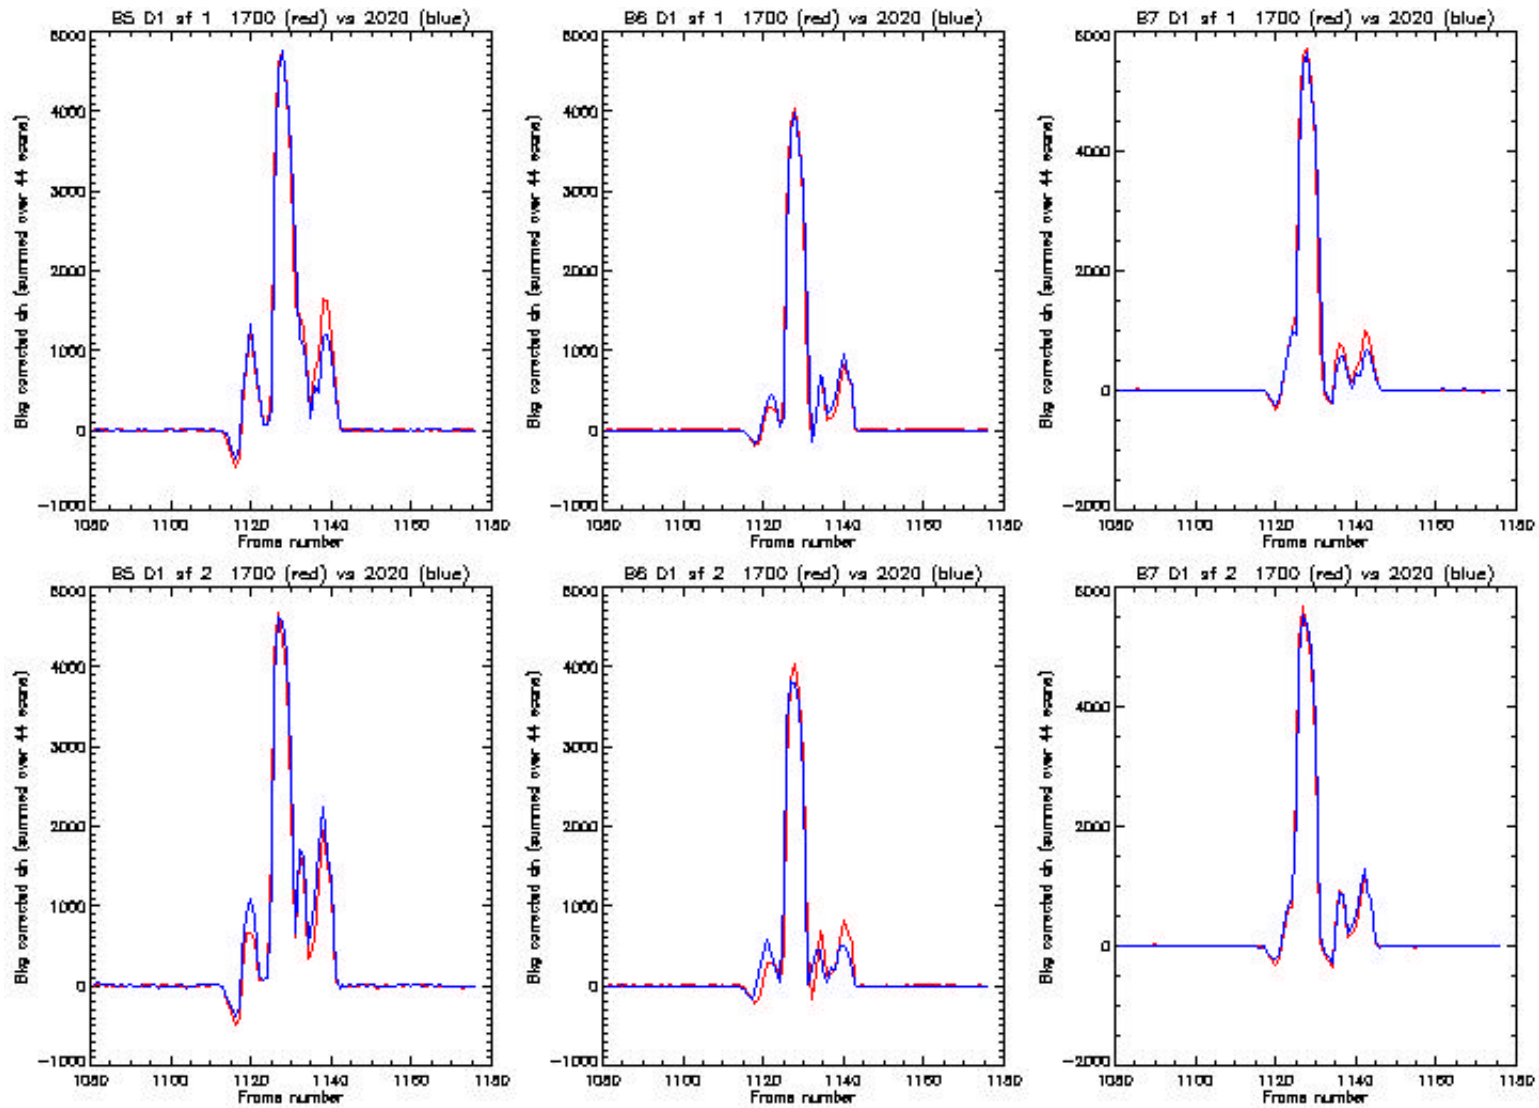 B5 D1 sf 1 1700 (red) vs 2020 (blue)
5000
4000
3000
2000
1000
0
-1000
Bkg corrected dn (summed over 44 scans)
1080 1100 1120 1140 1160 1180
Frame number
B6 D1 sf 1 1700 (red) vs 2020 (blue)
5000
4000
3000
2000
1000
0
-1000
Bkg corrected dn (summed over 44 scans)
1080 1100 1120 1140 1160 1180
Frame number
B7 D1 sf 1 1700 (red) vs 2020 (blue)
6000
4000
2000
0
-2000
Bkg corrected dn (summed over 44 scans)
1080 1100 1120 1140 1160 1180
Frame number
B5 D1 sf 2 1700 (red) vs 2020 (blue)
5000
4000
3000
2000
1000
0
-1000
Bkg corrected dn (summed over 44 scans)
1080 1100 1120 1140 1160 1180
Frame number
B6 D1 sf 2 1700 (red) vs 2020 (blue)
5000
4000
3000
2000
1000
0
-1000
Bkg corrected dn (summed over 44 scans)
1080 1100 1120 1140 1160 1180
Frame number
B7 D1 sf 2 1700 (red) vs 2020 (blue)
6000
4000
2000
0
-2000
Bkg corrected dn (summed over 44 scans)
1080 1100 1120 1140 1160 1180
Frame number